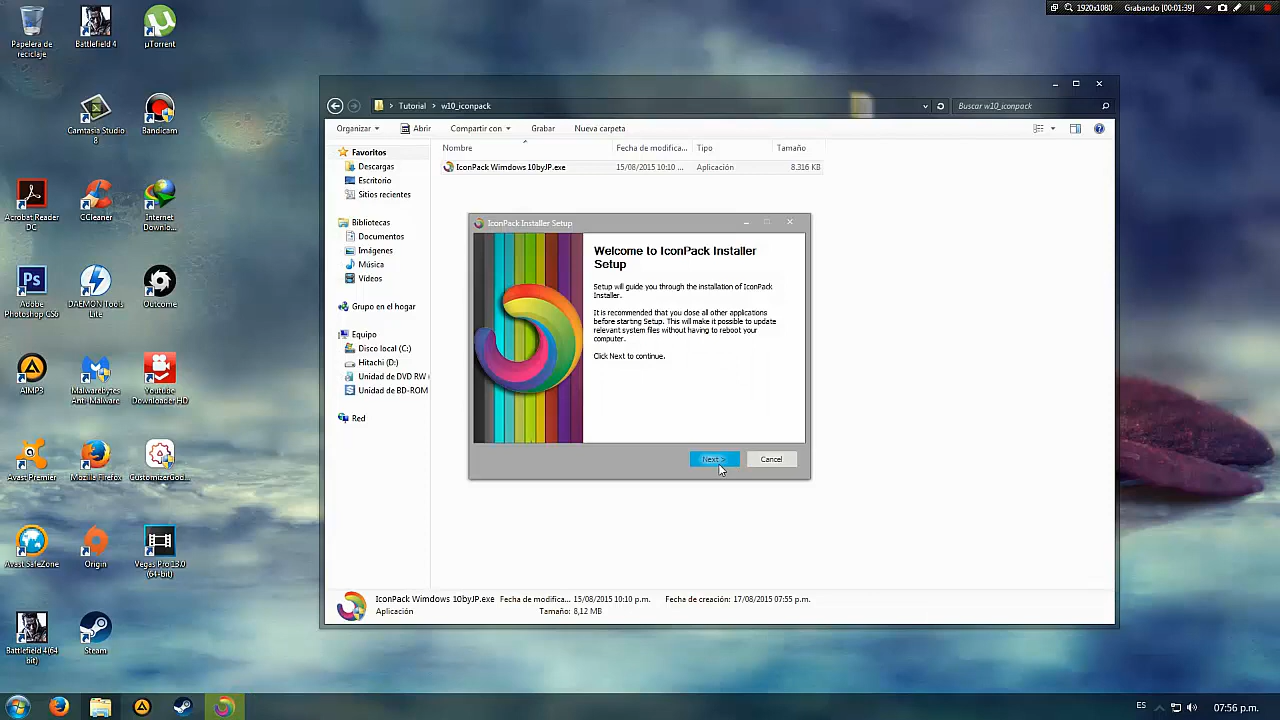 1920x1080 Grabando [00:01:39]
Papelera de reciclaje
Battlefield 4
µTorrent
Camtasia Studio 8
Bandicam
Acrobat Reader DC
CCleaner
Internet Downlo...
Adobe Photoshop CS6
DAEMON Tools Lite
Outcome
AIMP3
Malwarebytes Anti-Malware
Youtube Downloader HD
Avast Premier
Mozilla Firefox
CustomizerGod...
Avast SafeZone
Origin
Vegas Pro 13.0 (64-bit)
Battlefield 4(64 bit)
Steam
Tutorial w10_iconpack
Buscar w10_iconpack
Organizar Abrir Compartir con Grabar Nueva carpeta
Nombre Fecha de modifica... Tipo Tamaño
IconPack Wimdows 10byJP.exe 15/08/2015 10:10 ... Aplicación 8.316 KB
Favoritos
Descargas
Escritorio
Sitios recientes
Bibliotecas
Documentos
Imágenes
Música
Vídeos
Grupo en el hogar
Equipo
Disco local (C:)
Hitachi (D:)
Unidad de DVD RW
Unidad de BD-ROM
Red
IconPack Installer Setup
Welcome to IconPack Installer
Setup
Setup will guide you through the installation of IconPack
Installer.
It is recommended that you close all other applications
before starting Setup. This will make it possible to update
relevant system files without having to reboot your
computer.
Click Next to continue.
Next >
Cancel
IconPack Wimdows 10byJP.exe Fecha de modifica... 15/08/2015 10:10 p.m. Fecha de creación: 17/08/2015 07:55 p.m.
Aplicación Tamaño: 8,12 MB
ES
07:56 p.m.